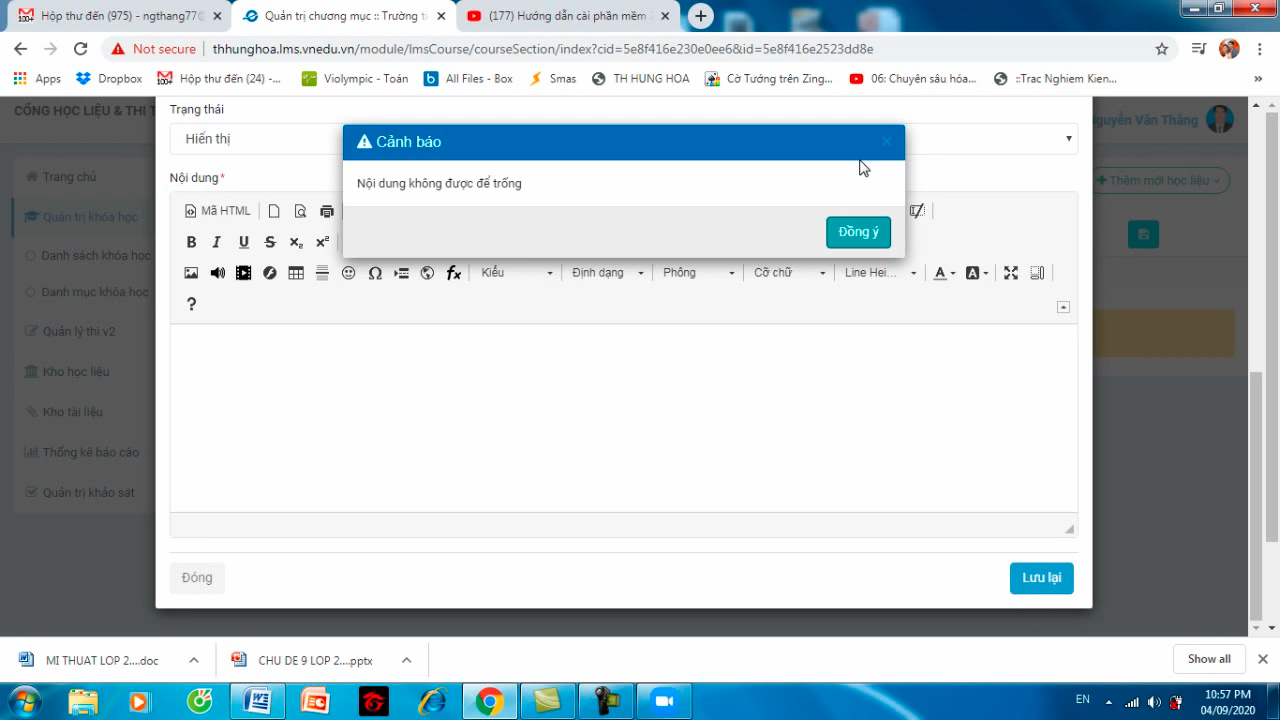 Hộp thư đến (975) - ngthang77@g
Quản trị chương mục :: Trường t
(177) Hướng dẫn cài phần mềm 2
Not secure
thhunghoa.lms.vnedu.vn/module/lmsCourse/courseSection/index?cid=5e8f416e230e0ee6&id=5e8f416e2523dd8e
Apps
Dropbox
Hộp thư đến (24) -...
Violympic - Toán
All Files - Box
Smas
TH HUNG HOA
Cờ Tướng trên Zing...
06: Chuyên sâu hóa...
::Trac Nghiem Kien...
»
CỔNG HỌC LIỆU & THI T
Nguyễn Văn Thăng
Trang chủ
Quản trị khóa học
Danh sách khóa học
Danh mục khóa học
Quản lý thi v2
Kho học liệu
Kho tài liệu
Thống kê báo cáo
Quản trị khảo sát
+ Thêm mới học liệu
Trạng thái
Hiển thị
Cảnh báo
×
Nội dung không được để trống
Đồng ý
Nội dung *
Mã HTML
B I U S x₂ x²
Kiểu
Định dạng
Phông
Cỡ chữ
Line Hei...
A
A
?
Đóng
Lưu lại
MI THUAT LOP 2....doc
CHU DE 9 LOP 2....pptx
Show all
EN
10:57 PM
04/09/2020